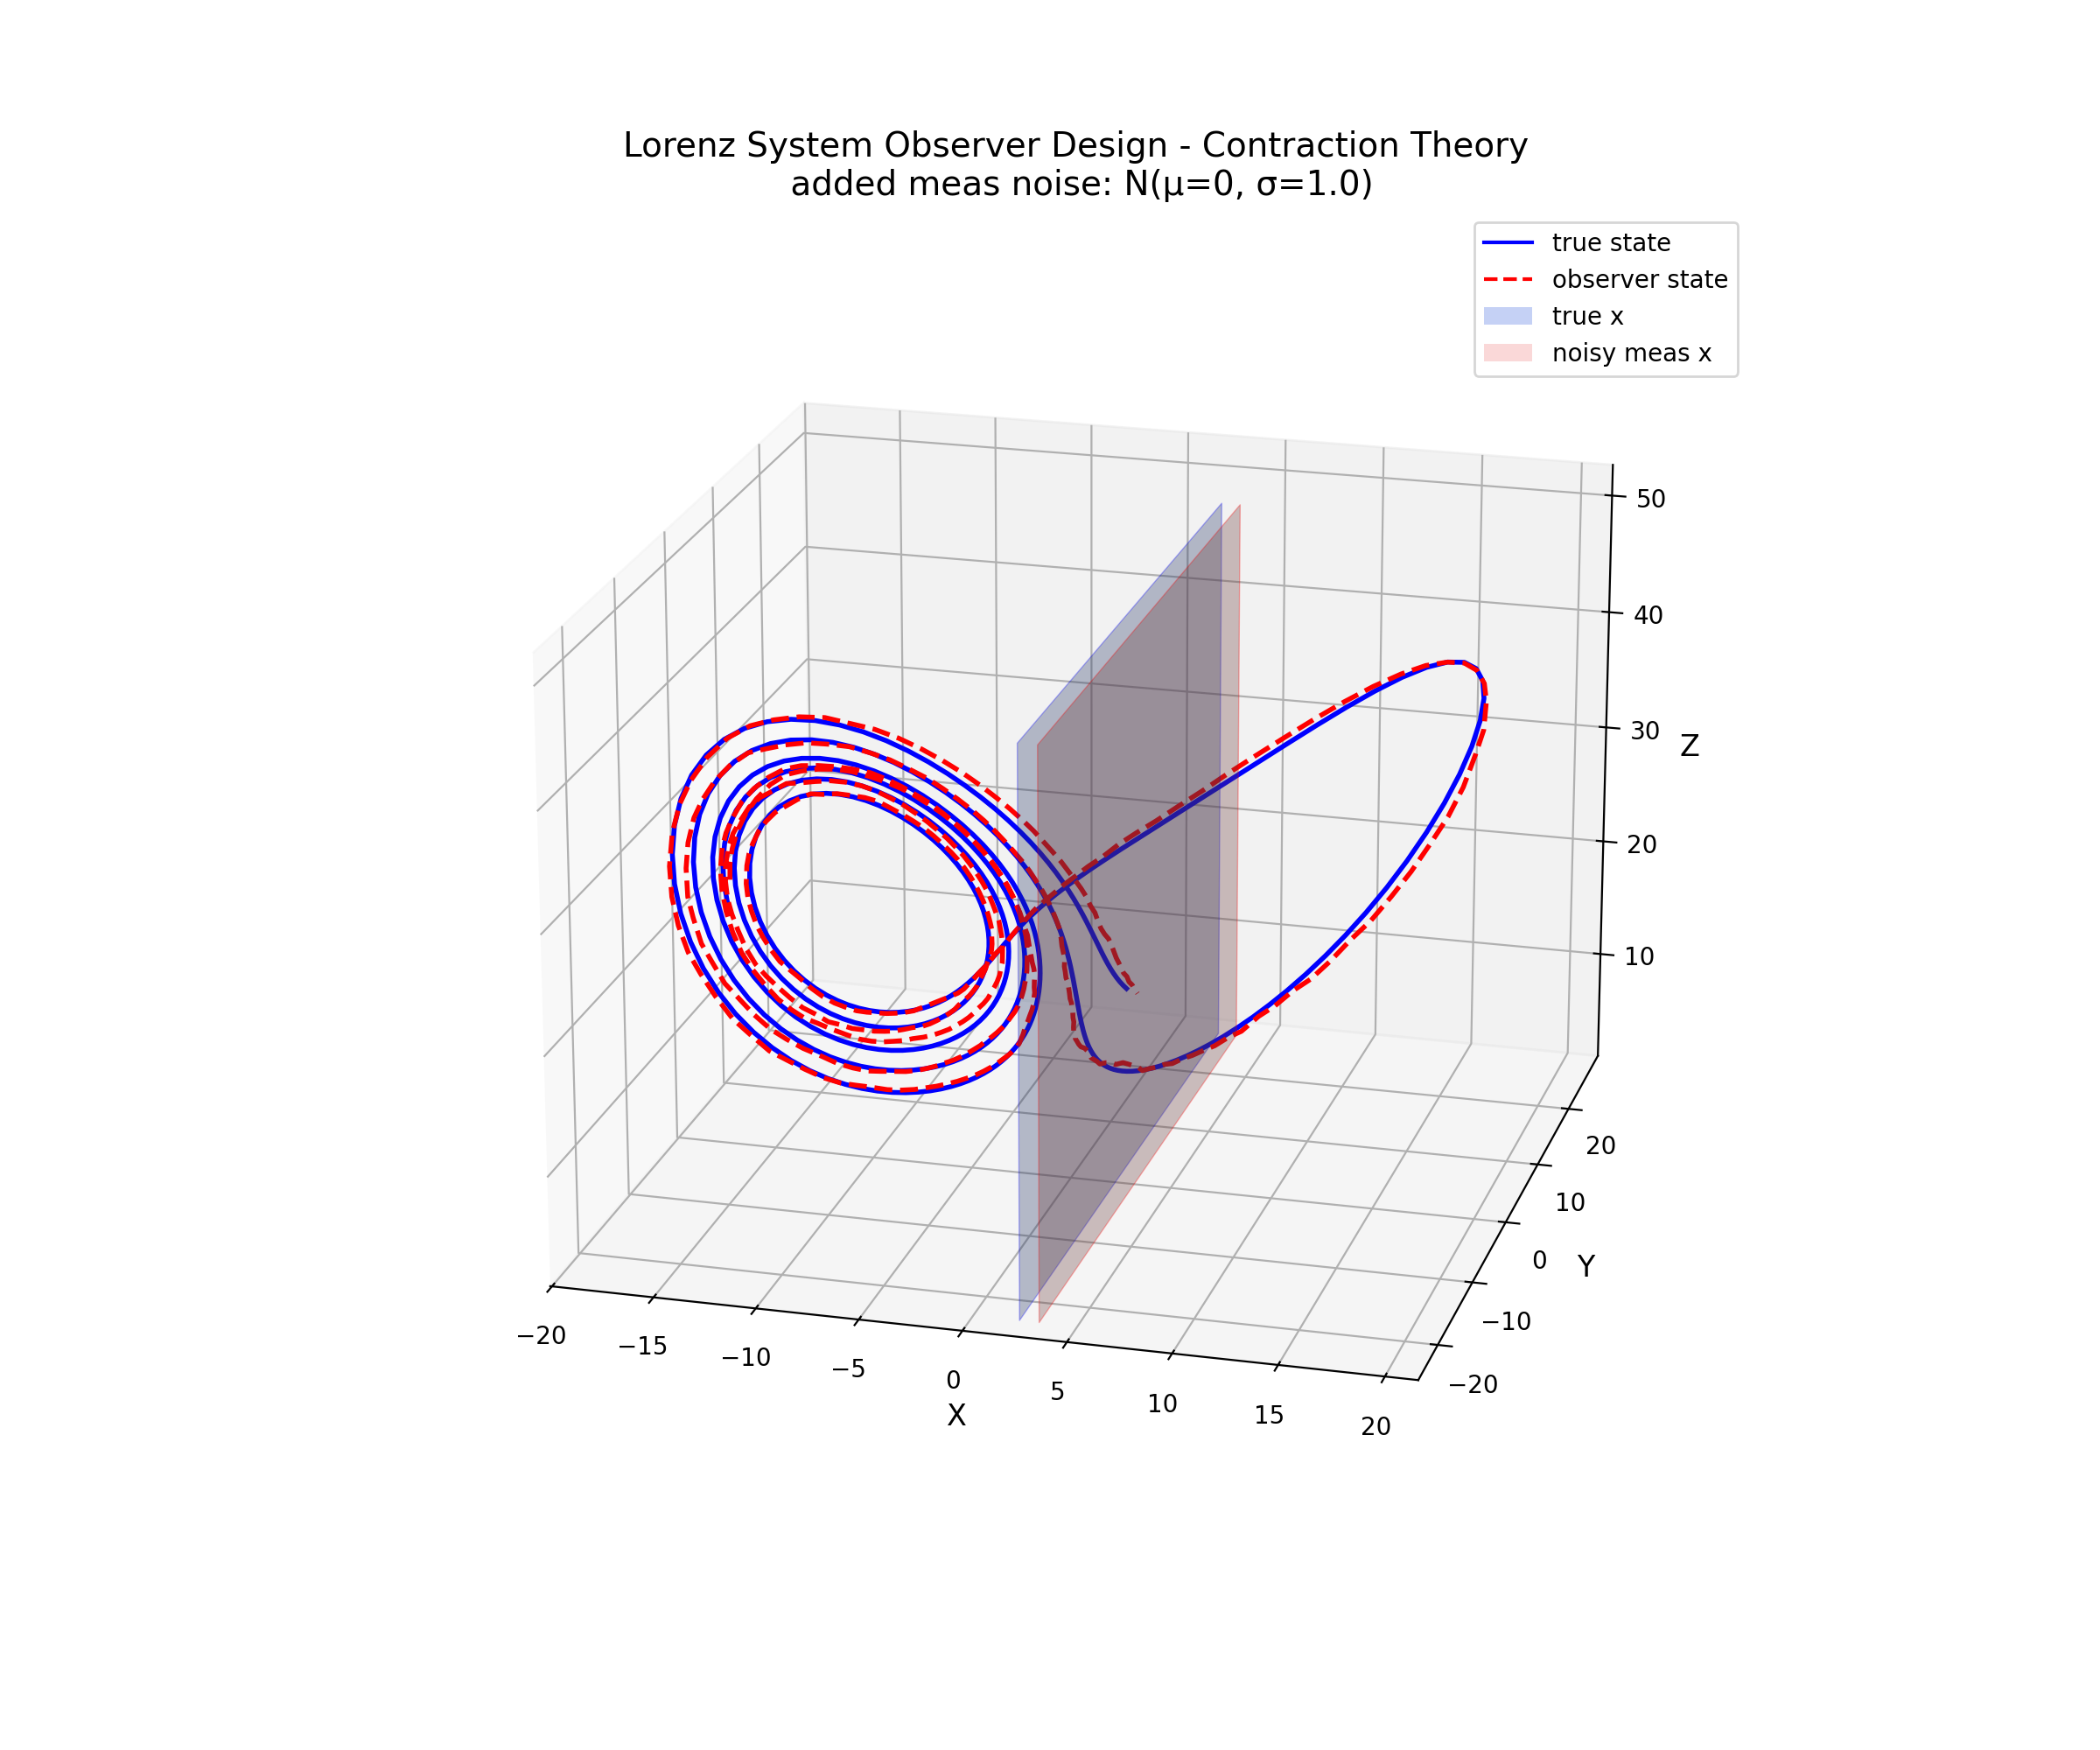 Lorenz System Observer Design - Contraction Theory
added meas noise: N(μ=0, σ=1.0)
true state
observer state
true x
noisy meas x
50
40
30
Z
20
10
20
10
0
Y
−10
−20
−20
−15
−10
−5
0
5
10
15
20
X